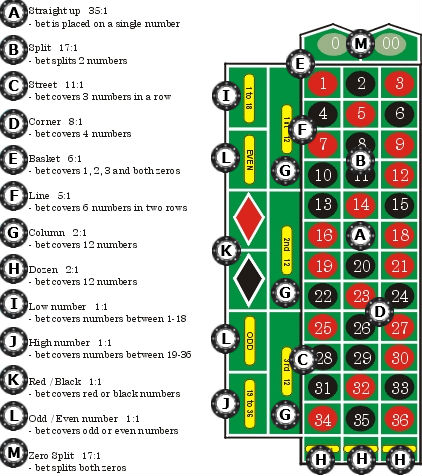 A Straight up 35:1
- bet is placed on a single number
B Split 17:1
- bet splits 2 numbers
C Street 11:1
- bet covers 3 numbers in a row
D Corner 8:1
- bet covers 4 numbers
E Basket 6:1
- bet covers 1, 2, 3 and both zeros
F Line 5:1
- bet covers 6 numbers in two rows
G Column 2:1
- bet covers 12 numbers
H Dozen 2:1
- bet covers 12 numbers
I Low number 1:1
- bet covers numbers between 1-18
J High number 1:1
- bet covers numbers between 19-36
K Red / Black 1:1
- bet covers red or black numbers
L Odd / Even number 1:1
- bet covers odd or even numbers
M Zero Split 17:1
- bet splits both zeros
0 M 00
E
1 2 3
I 1 to 18
4 5 6
F
7 8 9
L EVEN
B
G 10 11 12
13 14 15
K
16 A 18
2nd 12
19 20 21
G 22 23 24
D
L ODD
25 26 27
C 28 29 30
3rd 12
31 32 33
J 19 to 36
G 34 35 36
H H H